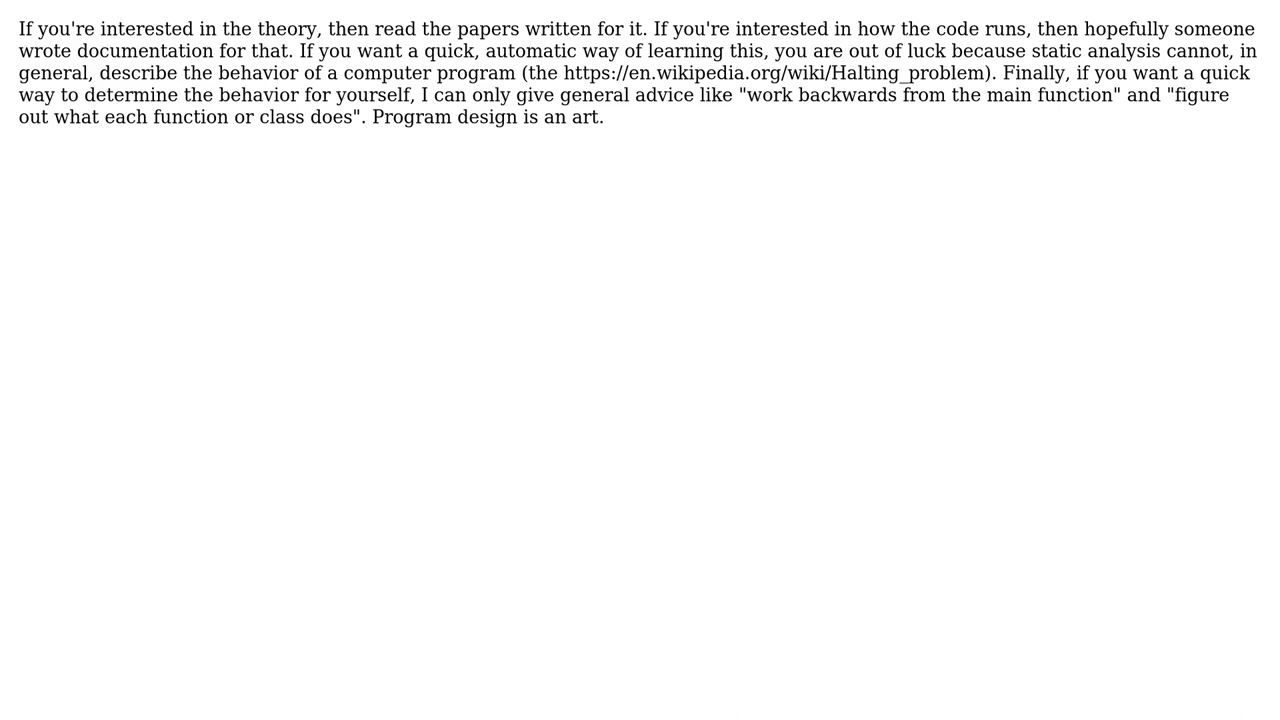 If you're interested in the theory, then read the papers written for it. If you're interested in how the code runs, then hopefully someone
wrote documentation for that. If you want a quick, automatic way of learning this, you are out of luck because static analysis cannot, in
general, describe the behavior of a computer program (the https://en.wikipedia.org/wiki/Halting_problem). Finally, if you want a quick
way to determine the behavior for yourself, I can only give general advice like "work backwards from the main function" and "figure
out what each function or class does". Program design is an art.